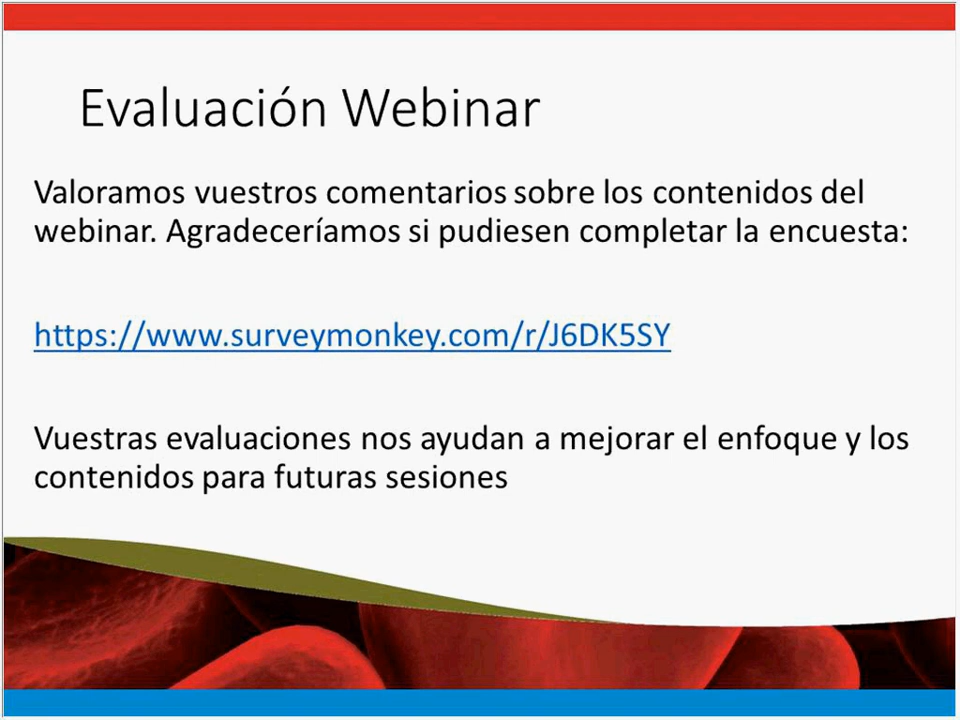 Evaluación Webinar
Valoramos vuestros comentarios sobre los contenidos del
webinar. Agradeceríamos si pudiesen completar la encuesta:
https://www.surveymonkey.com/r/J6DK5SY
Vuestras evaluaciones nos ayudan a mejorar el enfoque y los
contenidos para futuras sesiones